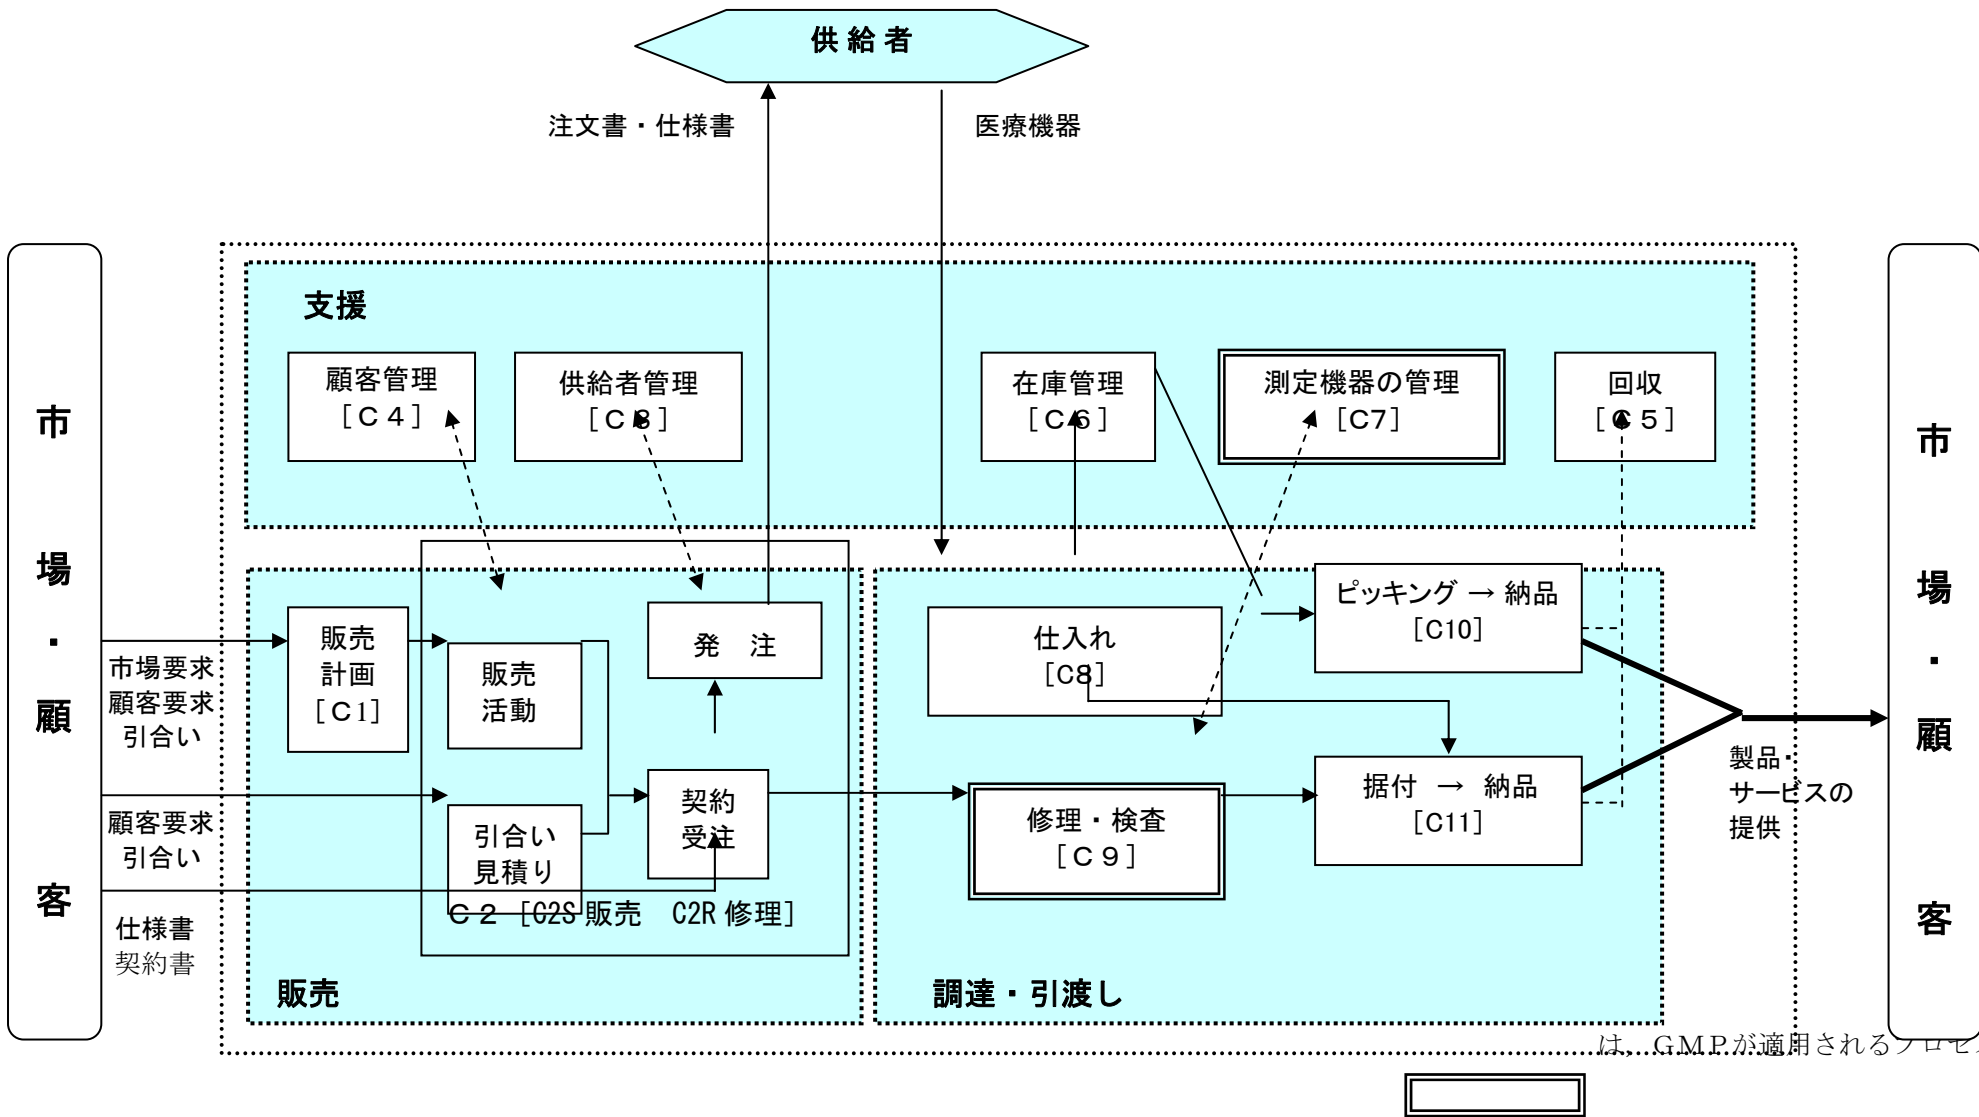 供 給 者
注文書・仕様書
医療機器
市
場
・
顧
客
支援
顧客管理
[Ｃ４]
供給者管理
[Ｃ３]
在庫管理
[Ｃ６]
測定機器の管理
[C7]
回収
[Ｃ５]
市場要求
顧客要求
引合い
顧客要求
引合い
仕様書
契約書
販売
計画
[Ｃ1]
販売
活動
引合い
見積り
発　注
契約
受注
Ｃ２ [C2S 販売　C2R 修理]
販売
仕入れ
[C8]
修理・検査
[Ｃ９]
ピッキング → 納品
[C10]
据付 → 納品
[C11]
調達・引渡し
製品・
サービスの
提供
市
場
・
顧
客
は，ＧＭＰが適用されるプロセ